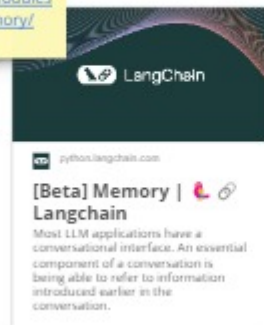 ory/
LangChain
python.langchain.com
[Beta] Memory | 🦜 🔗
Langchain
Most LLM applications have a
conversational interface. An essential
component of a conversation is
being able to refer to information
introduced earlier in the
conversation.